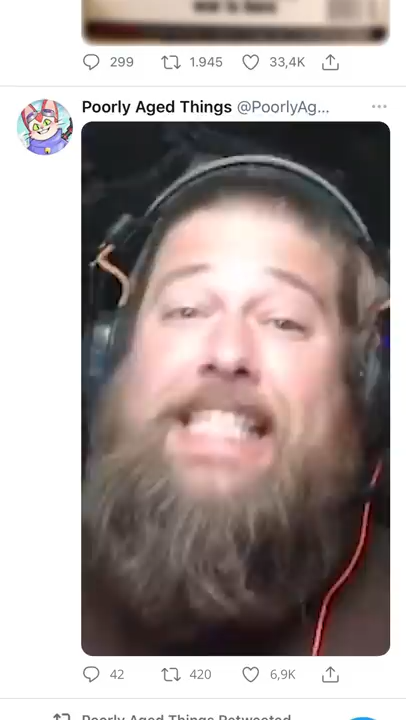 299 1.945 33,4K
Poorly Aged Things @PoorlyAg...
42 420 6,9K
Poorly Aged Things Retweeted